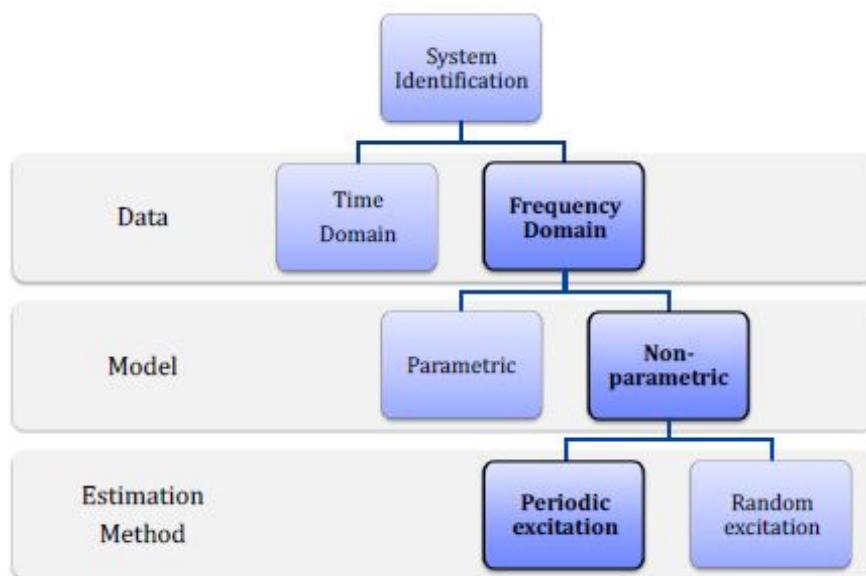 System
Identification
Data
Time
Domain
Frequency
Domain
Model
Parametric
Non-
parametric
Estimation
Method
Periodic
excitation
Random
excitation